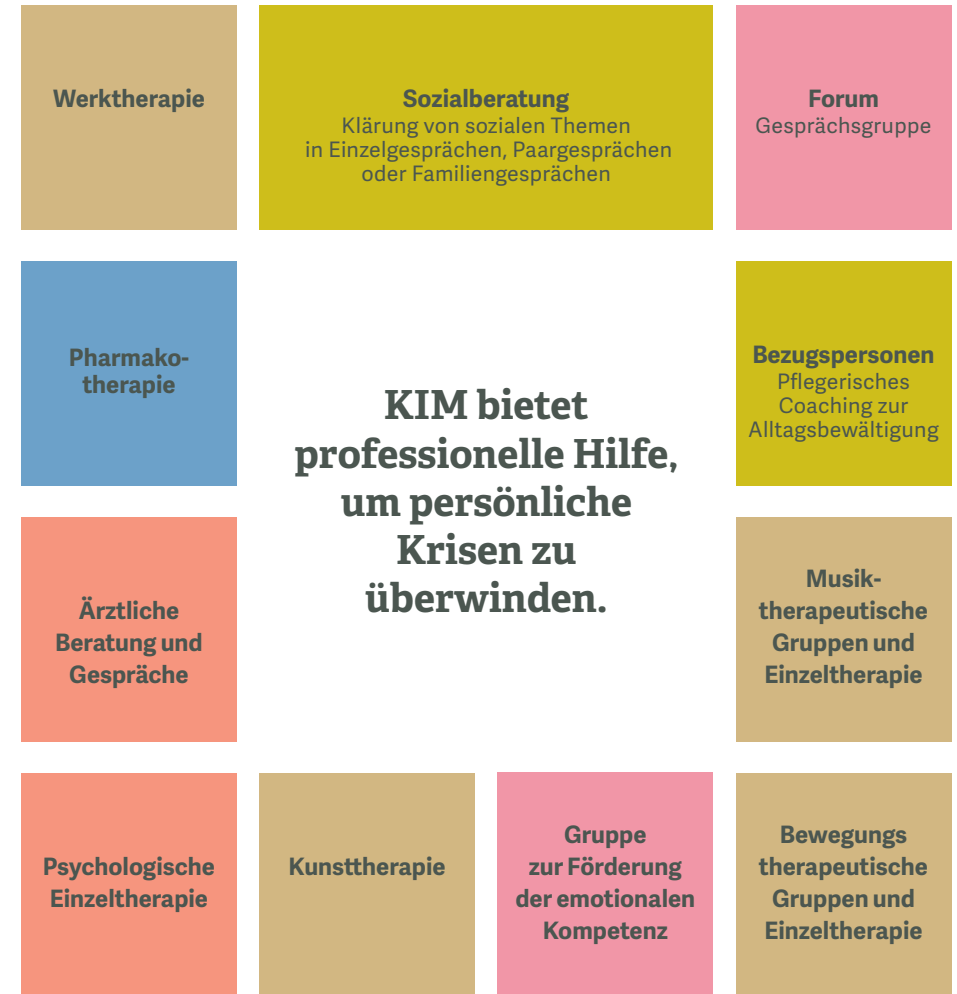 Werktherapie
Sozialberatung
Klärung von sozialen Themen
in Einzelgesprächen, Paargesprächen
oder Familiengesprächen
Forum
Gesprächsgruppe
Pharmako-
therapie
KIM bietet
professionelle Hilfe,
um persönliche
Krisen zu
überwinden.
Bezugspersonen
Pflegerisches
Coaching zur
Alltagsbewältigung
Ärztliche
Beratung und
Gespräche
Musik-
therapeutische
Gruppen und
Einzeltherapie
Psychologische
Einzeltherapie
Kunsttherapie
Gruppe
zur Förderung
der emotionalen
Kompetenz
Bewegungs
therapeutische
Gruppen und
Einzeltherapie